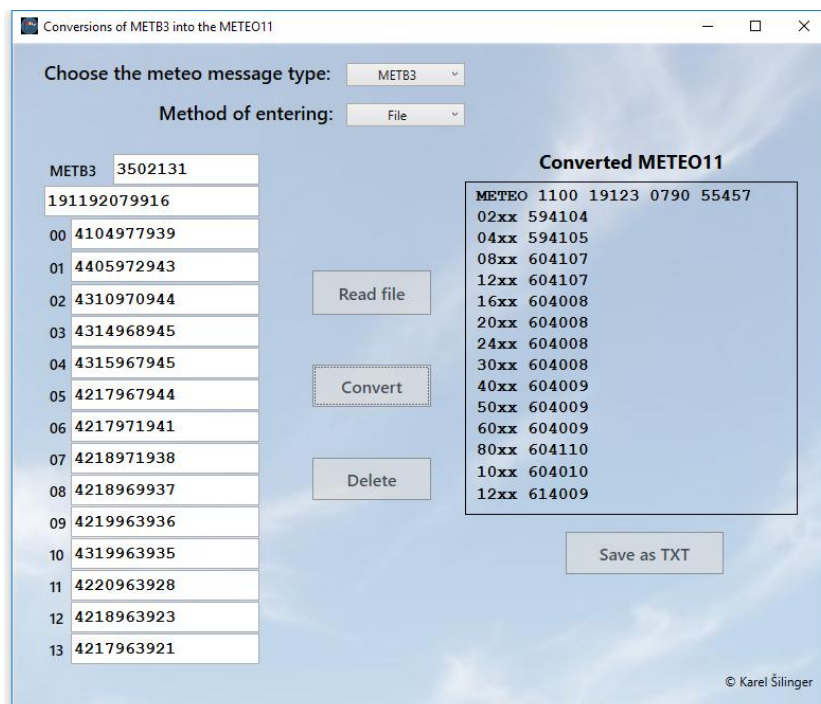 Conversions of METB3 into the METEO11
Choose the meteo message type: METB3
Method of entering: File
METB3 3502131
191192079916
00 4104977939
01 4405972943
02 4310970944
03 4314968945
04 4315967945
05 4217967944
06 4217971941
07 4218971938
08 4218969937
09 4219963936
10 4319963935
11 4220963928
12 4218963923
13 4217963921
Read file
Convert
Delete
Converted METEO11
METEO 1100 19123 0790 55457
02xx 594104
04xx 594105
08xx 604107
12xx 604107
16xx 604008
20xx 604008
24xx 604008
30xx 604008
40xx 604009
50xx 604009
60xx 604009
80xx 604110
10xx 604010
12xx 614009
Save as TXT
© Karel Šilinger